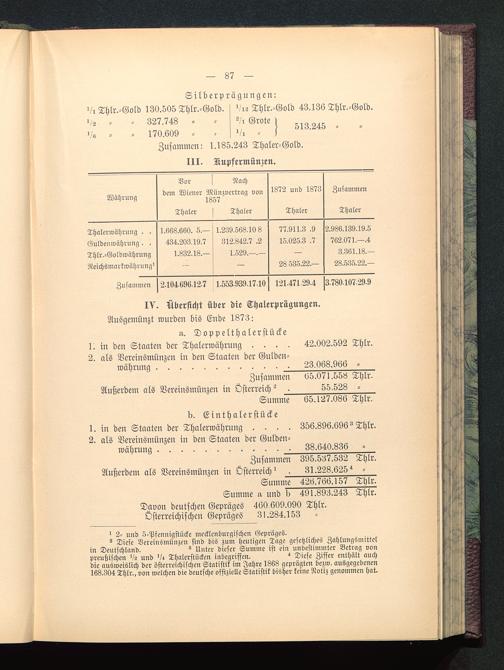 — 87 —
Silberprägungen:
1/1 Thlr.-Gold 130,505 Thlr.-Gold. | 1/12 Thlr.-Gold 43,136 Thlr.-Gold.
1/2 " " 327,748 " " | 2/1 Grote } 513,245 " "
1/6 " " 170,609 " " | 1/1 "
Zusammen: 1.185,243 Thaler-Gold.
III. Kupfermünzen.
Währung | Vor | Nach | 1872 und 1873 | Zusammen
dem Wiener Münzvertrag von 1857
Thaler | Thaler | Thaler | Thaler
Thalerwährung . . 1.668.660. 5.— 1.239.568.10 8 77.911.3 .9 2.986.139.19.5
Guldenwährung . . 434.203.19.7 312.842.7 .2 15.025.3 .7 762.071.—.4
Thlr.-Goldwährung 1.832.18.— 1.529.—.— — 3.361.18.—
Reichsmarkwährung¹ — — 28 535.22.— 28.535.22.—
Zusammen 2.104.696.12.7 1.553.939.17.10 121.471.29.4 3.780.107.29.9
IV. Übersicht über die Thalerprägungen.
Ausgemünzt wurden bis Ende 1873:
a. Doppelthalerstücke
1. in den Staaten der Thalerwährung . . . . 42,002.592 Thlr.
2. als Vereinsmünzen in den Staaten der Gulden-
währung . . . . . . . . . . . . 23,068,966 "
Zusammen 65,071,558 Thlr.
Außerdem als Vereinsmünzen in Österreich ² . 55.528 "
Summe 65,127,086 Thlr.
b. Einthalerstücke
1. in den Staaten der Thalerwährung . . . . 356,896,696 ³ Thlr.
2. als Vereinsmünzen in den Staaten der Gulden-
währung . . . . . . . . . . . . 38,640,836 "
Zusammen 395,537,532 Thlr.
Außerdem als Vereinsmünzen in Österreich ¹ . 31,228,625 ⁴ "
Summe 426,766,157 Thlr.
Summe a und b 491,893,243 Thlr.
Davon deutschen Gepräges 460,609,090 Thlr.
Österreichischen Gepräges 31,284,153 "
¹ 2- und 5-Pfennigstücke mecklenburgischen Gepräges.
² Diese Vereinsmünzen sind bis zum heutigen Tage gesetzliches Zahlungsmittel
in Deutschland. ³ Unter dieser Summe ist ein unbestimmter Betrag von
preußischen 1/2 und 1/4 Thalerstücken inbegriffen. ⁴ Diese Ziffer enthält auch
die ausweislich der österreichischen Statistik im Jahre 1868 geprägten bezw. ausgegebenen
168.304 Thlr., von welchen die deutsche offizielle Statistik bisher keine Notiz genommen hat.